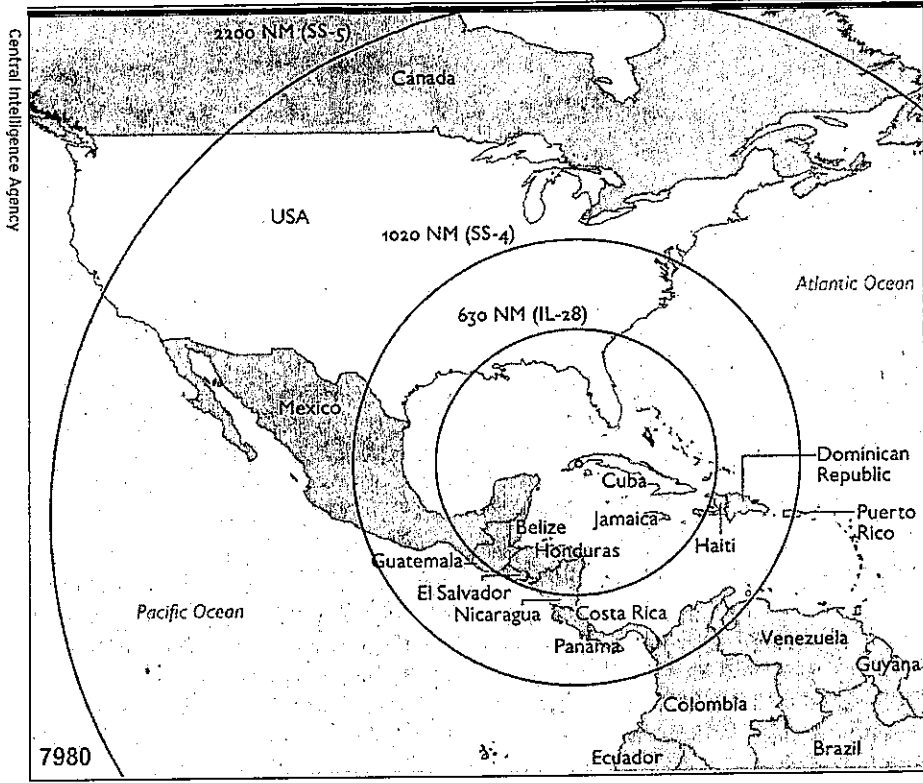 Central Intelligence Agency
2200 NM (SS-5)
Canada
USA
1020 NM (SS-4)
Atlantic Ocean
630 NM (IL-28)
Mexico
Dominican
Republic
Cuba
Puerto
Rico
Jamaica
Haiti
Belize
Honduras
Guatemala
El Salvador
Nicaragua
Costa Rica
Pacific Ocean
Panama
Venezuela
Guyana
Colombia
Ecuador
Brazil
7980